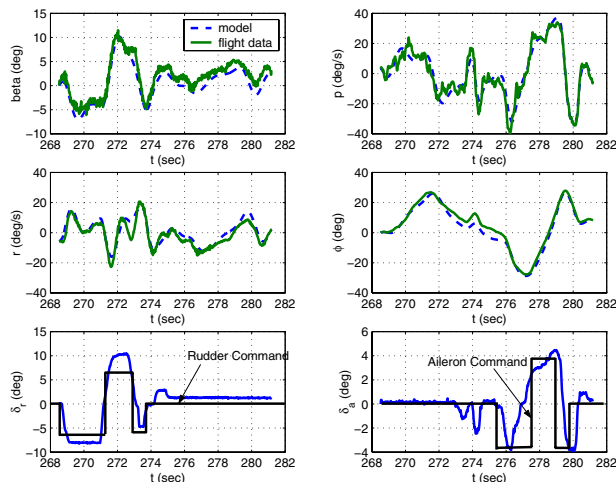 beta (deg)
15
10
5
0
−5
−10
model
flight data
268 270 272 274 276 278 280 282
t (sec)
p (deg/s)
40
20
0
−20
−40
268 270 272 274 276 278 280 282
t (sec)
r (deg/s)
40
20
0
−20
−40
268 270 272 274 276 278 280 282
t (sec)
ϕ (deg)
40
20
0
−20
−40
268 270 272 274 276 278 280 282
t (sec)
δr (deg)
15
10
5
0
−5
−10
Rudder Command
268 270 272 274 276 278 280 282
t (sec)
δa (deg)
6
4
2
0
−2
−4
Aileron Command
268 270 272 274 276 278 280 282
t (sec)